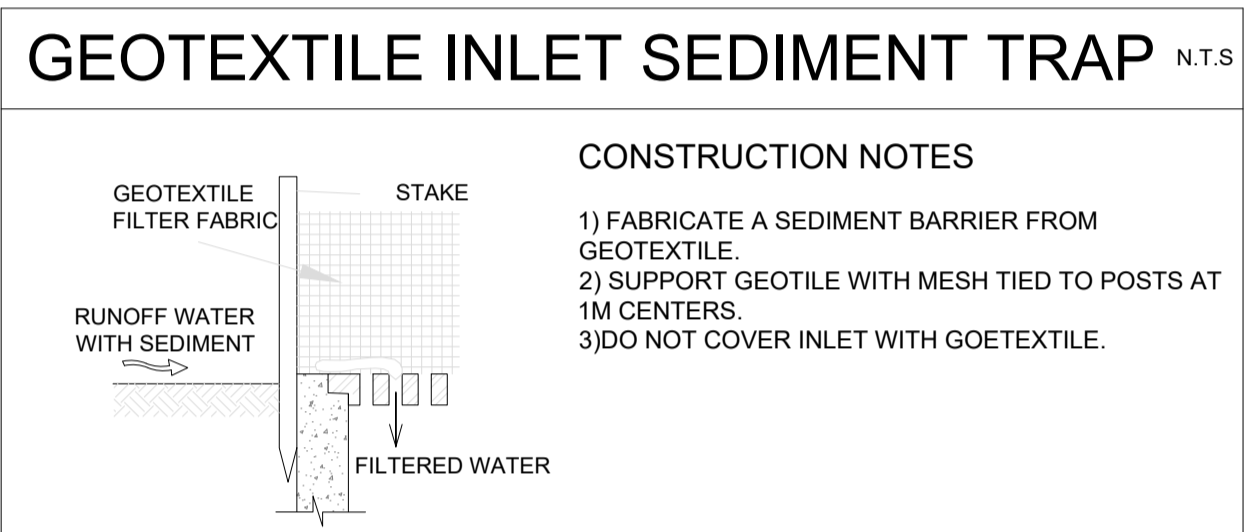 GEOTEXTILE INLET SEDIMENT TRAP N.T.S
GEOTEXTILE
FILTER FABRIC
STAKE
RUNOFF WATER
WITH SEDIMENT
FILTERED WATER
CONSTRUCTION NOTES
1) FABRICATE A SEDIMENT BARRIER FROM
GEOTEXTILE.
2) SUPPORT GEOTILE WITH MESH TIED TO POSTS AT
1M CENTERS.
3)DO NOT COVER INLET WITH GOETEXTILE.